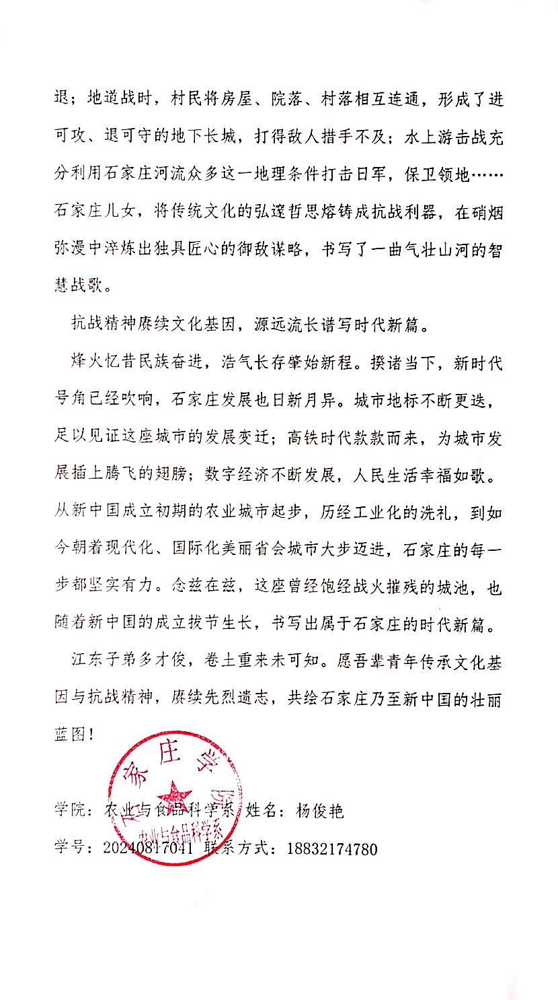 退；地道战时，村民将房屋、院落、村落相互连通，形成了进
可攻、退可守的地下长城，打得敌人措手不及；水上游击战充
分利用石家庄河流众多这一地理条件打击日军，保卫领地……
石家庄儿女，将传统文化的弘邃哲思熔铸成抗战利器，在硝烟
弥漫中淬炼出独具匠心的御敌谋略，书写了一曲气壮山河的智
慧战歌。
抗战精神赓续文化基因，源远流长谱写时代新篇。
烽火忆昔民族奋进，浩气长存肇始新程。揆诸当下，新时代
号角已经吹响，石家庄发展也日新月异。城市地标不断更迭，
足以见证这座城市的发展变迁；高铁时代款款而来，为城市发
展插上腾飞的翅膀；数字经济不断发展，人民生活幸福如歌。
从新中国成立初期的农业城市起步，历经工业化的洗礼，到如
今朝着现代化、国际化美丽省会城市大步迈进，石家庄的每一
步都坚实有力。念兹在兹，这座曾经饱经战火摧残的城池，也
随着新中国的成立拔节生长，书写出属于石家庄的时代新篇。
江东子弟多才俊，卷土重来未可知。愿吾辈青年传承文化基
因与抗战精神，赓续先烈遗志，共绘石家庄乃至新中国的壮丽
蓝图！
石家庄学院
学院：农业与食品科学系 姓名：杨俊艳
农业与食品科学系
学号：20240817041 联系方式：18832174780